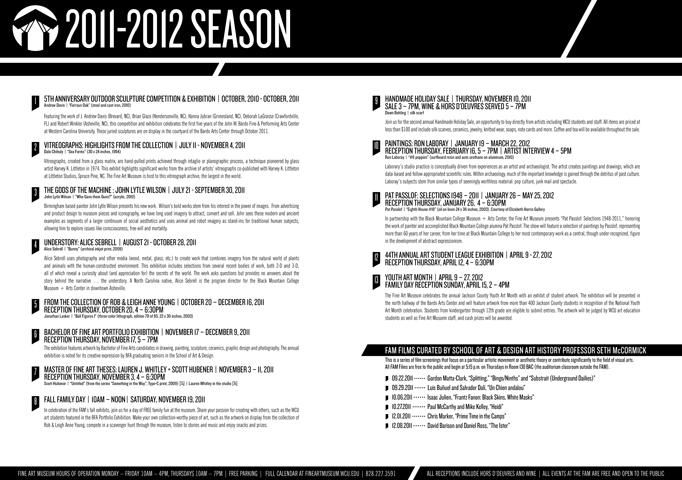 2011-2012 SEASON
1
5TH ANNIVERSARY OUTDOOR SCULPTURE COMPETITION & EXHIBITION | OCTOBER, 2010 - OCTOBER, 2011
Andrew Davis | "Ferrous Oak" (steel and cast iron, 2010)
Featuring the work of J. Andrew Davis (Brevard, NC), Brian Glaze (Hendersonville, NC), Hanna Jubran (Grimesland, NC), Deborah LaGrasse (Crawfordville,
FL) and Robert Winkler (Asheville, NC), this competition and exhibition celebrates the first five years of the John W. Bardo Fine & Performing Arts Center
at Western Carolina University. These juried sculptures are on display in the courtyard of the Bardo Arts Center through October 2011.
2
VITREOGRAPHS: HIGHLIGHTS FROM THE COLLECTION | JULY 11 - NOVEMBER 4, 2011
Dale Chihuly | "Sea Forms" (30 x 26 inches, 1994)
Vitreographs, created from a glass matrix, are hand-pulled prints achieved through intaglio or planographic process, a technique pioneered by glass
artist Harvey K. Littleton in 1974. This exhibit highlights significant works from the archive of artists' vitreographs co-published with Harvey K. Littleton
at Littleton Studios, Spruce Pine, NC. The Fine Art Museum is host to this vitreograph archive, the largest in the world.
3
THE GODS OF THE MACHINE : JOHN LYTLE WILSON | JULY 21 - SEPTEMBER 30, 2011
John Lytle Wilson | "Who Gave them Guns?" (acrylic, 2010)
Birmingham based painter John Lytle Wilson presents his new work. Wilson's bold works stem from his interest in the power of images. From advertising
and product design to museum pieces and iconography, we have long used imagery to attract, convert and sell. John sees these modern and ancient
examples as segments of a larger continuum of social aesthetics and uses animal and robot imagery as stand-ins for traditional human subjects,
allowing him to explore issues like consciousness, free will and mortality.
4
UNDERSTORY: ALICE SEBRELL | AUGUST 21 - OCTOBER 28, 2011
Alice Sebrell | "Bunny" (archival inkjet print, 2009)
Alice Sebrell uses photography and other media (wood, metal, glass, etc.) to create work that combines imagery from the natural world of plants
and animals with the human-constructed environment. This exhibition includes selections from several recent bodies of work, both 2-D and 3-D,
all of which reveal a curiosity about (and appreciation for) the secrets of the world. The work asks questions but provides no answers about the
story behind the narrative .... the understory. A North Carolina native, Alice Sebrell is the program director for the Black Mountain College
Museum + Arts Center in downtown Asheville.
5
FROM THE COLLECTION OF ROB & LEIGH ANNE YOUNG | OCTOBER 20 – DECEMBER 16, 2011
RECEPTION THURSDAY, OCTOBER 20, 4 – 6:30PM
Jonathan Lasker | "Ball Figures I" (three color lithograph, edition 79 of 90, 22 x 30 inches, 2000)
6
BACHELOR OF FINE ART PORTFOLIO EXHIBITION | NOVEMBER 17 – DECEMBER 9, 2011
RECEPTION THURSDAY, NOVEMBER 17, 5 – 7PM
The exhibition features artwork by Bachelor of Fine Arts candidates in drawing, painting, sculpture, ceramics, graphic design and photography. The annual
exhibition is noted for its creative expression by BFA graduating seniors in the School of Art & Design.
7
MASTER OF FINE ART THESES: LAUREN J. WHITLEY • SCOTT HUBENER | NOVEMBER 3 – 11, 2011
RECEPTION THURSDAY, NOVEMBER 3, 4 – 6:30PM
8
FALL FAMILY DAY | 10AM – NOON | SATURDAY, NOVEMBER 19, 2011
In celebration of the FAM's fall exhibits, join us for a day of FREE family fun at the museum. Share your passion for creating with others, such as the WCU
art students featured in the BFA Portfolio Exhibition. Make your own collection-worthy piece of art, such as the artwork on display from the collection of
Rob & Leigh Anne Young, compete in a scavenger hunt through the museum, listen to stories and music and enjoy snacks and prizes.
9
HANDMADE HOLIDAY SALE | THURSDAY, NOVEMBER 10, 2011
SALE 3 – 7PM, WINE & HORS D'OEUVRES SERVED 5 – 7PM
Dawn Behling | silk scarf
Join us for the second annual Handmade Holiday Sale, an opportunity to buy directly from artists including WCU students and staff. All items are priced at
less than $100 and include silk scarves, ceramics, jewelry, knitted wear, soaps, note cards and more. Coffee and tea will be available throughout the sale.
10
PAINTINGS: RON LABORAY | JANUARY 19 – MARCH 22, 2012
RECEPTION THURSDAY, FEBRUARY 16, 5 – 7PM | ARTIST INTERVIEW 4 – 5PM
Laboray's studio practice is conceptually driven from experiences as an artist and archaeologist. The artist creates paintings and drawings, which are
data-based and follow appropriated scientific rules. Within archaeology, much of the important knowledge is gained through the detritus of past culture.
Laboray's subjects stem from similar types of seemingly worthless material: pop culture, junk mail and spectacle.
11
PAT PASSLOF: SELECTIONS 1948 – 2011 | JANUARY 26 – MAY 25, 2012
RECEPTION THURSDAY, JANUARY 26, 4 – 6:30PM
Pat Passlof | "Eighth House #10" (oil on linen 24 x 36 inches, 2003). Courtesy of Elizabeth Harris Gallery
In partnership with the Black Mountain College Museum + Arts Center, the Fine Art Museum presents "Pat Passlof: Selections 1948-2011," honoring
the work of painter and accomplished Black Mountain College alumna Pat Passlof. The show will feature a selection of paintings by Passlof, representing
more than 60 years of her career, from her time at Black Mountain College to her most contemporary work as a central, though under-recognized, figure
in the development of abstract expressionism.
12
44TH ANNUAL ART STUDENT LEAGUE EXHIBITION | APRIL 9 - 27, 2012
RECEPTION THURSDAY, APRIL 12, 4 – 6:30PM
13
YOUTH ART MONTH | APRIL 9 – 27, 2012
FAMILY DAY RECEPTION SUNDAY, APRIL 15, 2 – 4PM
The Fine Art Museum celebrates the annual Jackson County Youth Art Month with an exhibit of student artwork. The exhibition will be presented in
the north hallway of the Bardo Arts Center and will feature artwork from more than 400 Jackson County students in recognition of the National Youth
Art Month celebration. Students from kindergarten through 12th grade are eligible to submit entries. The artwork will be judged by WCU art education
students as well as Fine Art Museum staff, and cash prizes will be awarded.
FAM FILMS CURATED BY SCHOOL OF ART & DESIGN ART HISTORY PROFESSOR SETH McCORMICK
This is a series of film screenings that focus on a particular artistic movement or aesthetic theory or contribute significantly to the field of visual arts.
All FAM Films are free to the public and begin at 5:15 p.m. on Thursdays in Room 130 BAC (the auditorium classroom outside the FAM).
09.22.2011 ······ Gordon Matta-Clark, "Splitting," "Bingo/Ninths" and "Substrait (Underground Dailies)"
09.29.2011 ······ Luis Buñuel and Salvador Dalí, "Un Chien andalou"
10.06.2011 ······ Isaac Julien, "Frantz Fanon: Black Skins, White Masks"
10.27.2011 ······ Paul McCarthy and Mike Kelley, "Heidi"
12.01.2011 ······ Chris Marker, "Prime Time in the Camps"
12.08.2011 ······ David Barison and Daniel Ross, "The Ister"
FINE ART MUSEUM HOURS OF OPERATION MONDAY – FRIDAY 10AM – 4PM, THURSDAYS 10AM – 7PM | FREE PARKING | FULL CALENDAR AT FINEARTMUSEUM.WCU.EDU | 828.227.3591
ALL RECEPTIONS INCLUDE HORS D'OEUVRES AND WINE | ALL EVENTS AT THE FAM ARE FREE AND OPEN TO THE PUBLIC